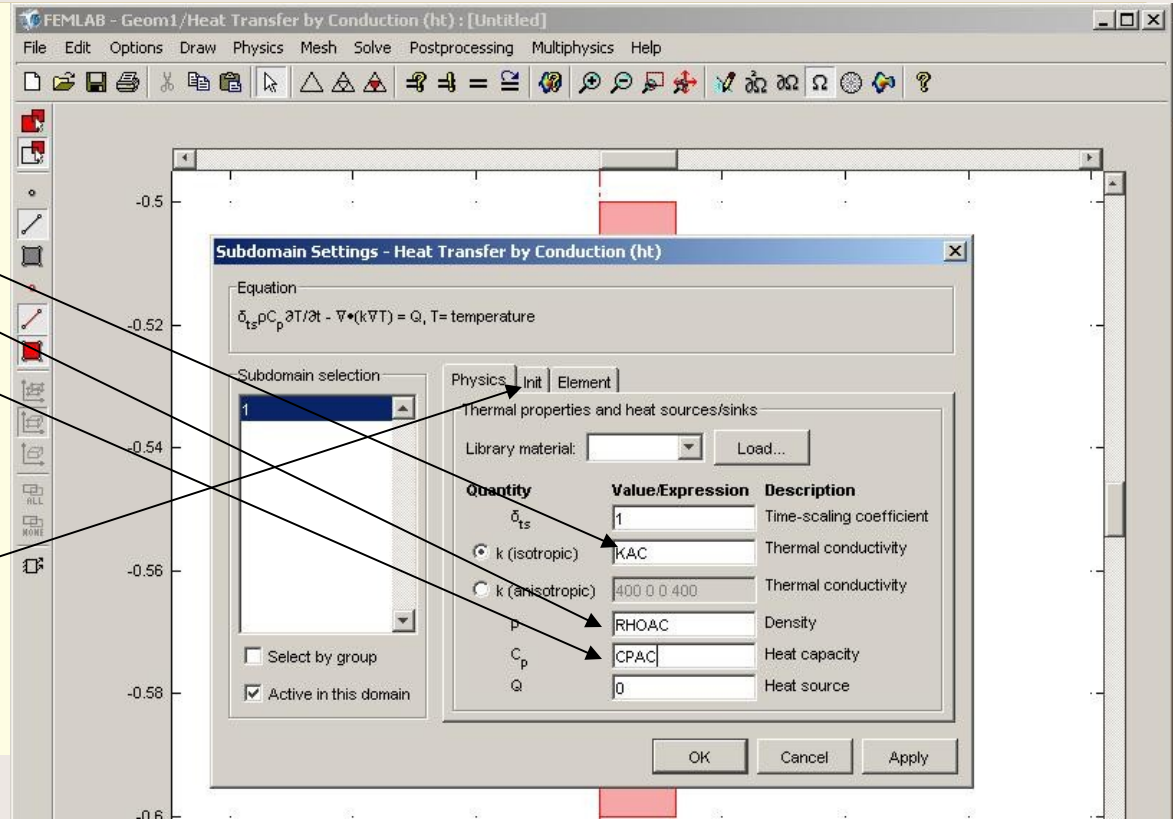 FEMLAB - Geom1/Heat Transfer by Conduction (ht) : [Untitled]
File Edit Options Draw Physics Mesh Solve Postprocessing Multiphysics Help
∂Ω ∂Ω Ω ?
-0.5
Subdomain Settings - Heat Transfer by Conduction (ht)
Equation
δts ρCp ∂T/∂t - ∇•(k∇T) = Q, T= temperature
-0.52
Subdomain selection
Physics Init Element
1
Thermal properties and heat sources/sinks
-0.54
Library material: Load...
Quantity Value/Expression Description
δts 1 Time-scaling coefficient
k (isotropic) KAC Thermal conductivity
-0.56
k (anisotropic) 400 0 0 400 Thermal conductivity
ρ RHOAC Density
Select by group
Cp CPAC Heat capacity
Active in this domain
Q 0 Heat source
-0.58
OK Cancel Apply
-0.6
ALL
NONE